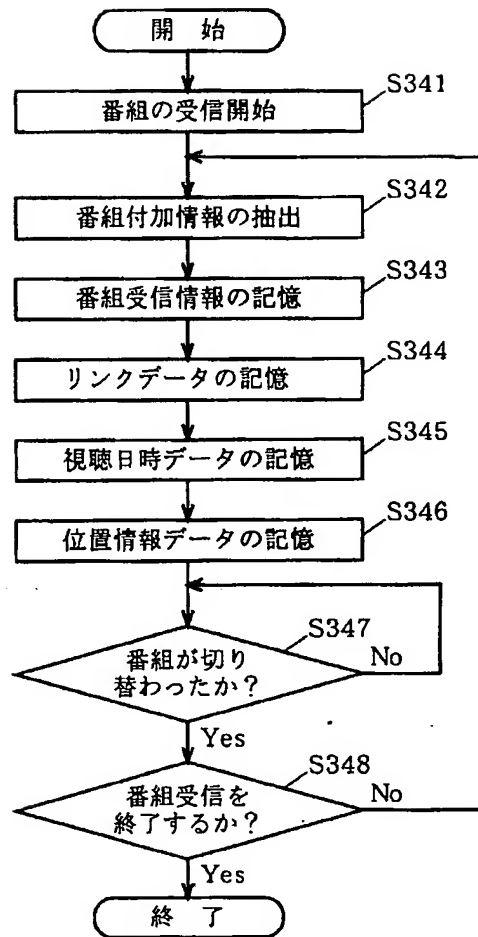 開 始
S341
番組の受信開始
S342
番組付加情報の抽出
S343
番組受信情報の記憶
S344
リンクデータの記憶
S345
視聴日時データの記憶
S346
位置情報データの記憶
S347
番組が切り
替わったか？
No
Yes
S348
番組受信を
終了するか？
No
Yes
終 了